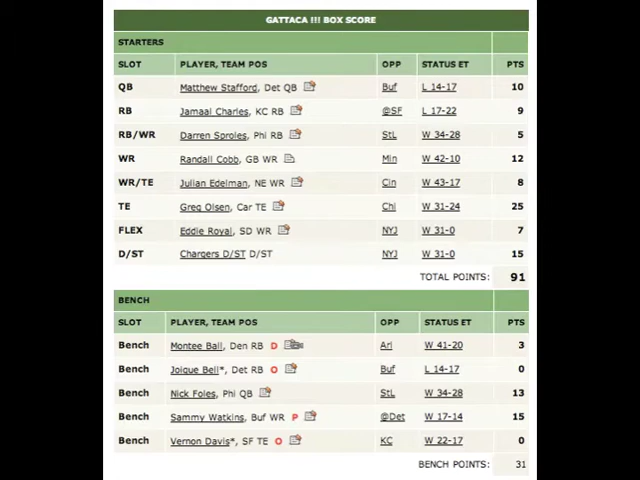 GATTACA !!! BOX SCORE
STARTERS
SLOT PLAYER, TEAM POS OPP STATUS ET PTS
QB Matthew Stafford, Det QB Buf L 14-17 10
RB Jamaal Charles, KC RB @SF L 17-22 9
RB/WR Darren Sproles, Phi RB StL W 34-28 5
WR Randall Cobb, GB WR Min W 42-10 12
WR/TE Julian Edelman, NE WR Cin W 43-17 8
TE Greg Olsen, Car TE Chi W 31-24 25
FLEX Eddie Royal, SD WR NYJ W 31-0 7
D/ST Chargers D/ST D/ST NYJ W 31-0 15
TOTAL POINTS: 91
BENCH
SLOT PLAYER, TEAM POS OPP STATUS ET PTS
Bench Montee Ball, Den RB D Ari W 41-20 3
Bench Joique Bell*, Det RB O Buf L 14-17 0
Bench Nick Foles, Phi QB StL W 34-28 13
Bench Sammy Watkins, Buf WR P @Det W 17-14 15
Bench Vernon Davis*, SF TE O KC W 22-17 0
BENCH POINTS: 31